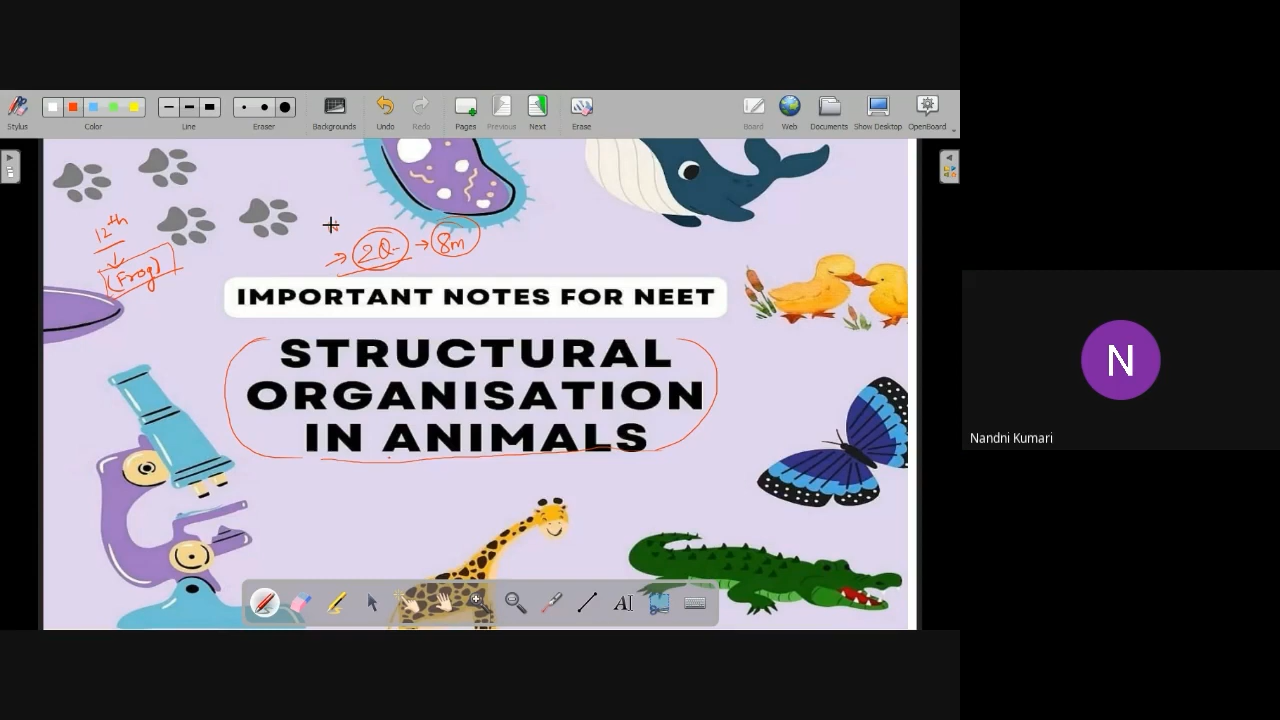 Stylus
Color
Line
Eraser
Backgrounds
Undo
Redo
Pages
Previous
Next
Erase
Board
Web
Documents
Show Desktop
OpenBoard
12th
(Frog)
→ 2Q- → 8m
IMPORTANT NOTES FOR NEET
STRUCTURAL
ORGANISATION
IN ANIMALS
AI
N
Nandni Kumari